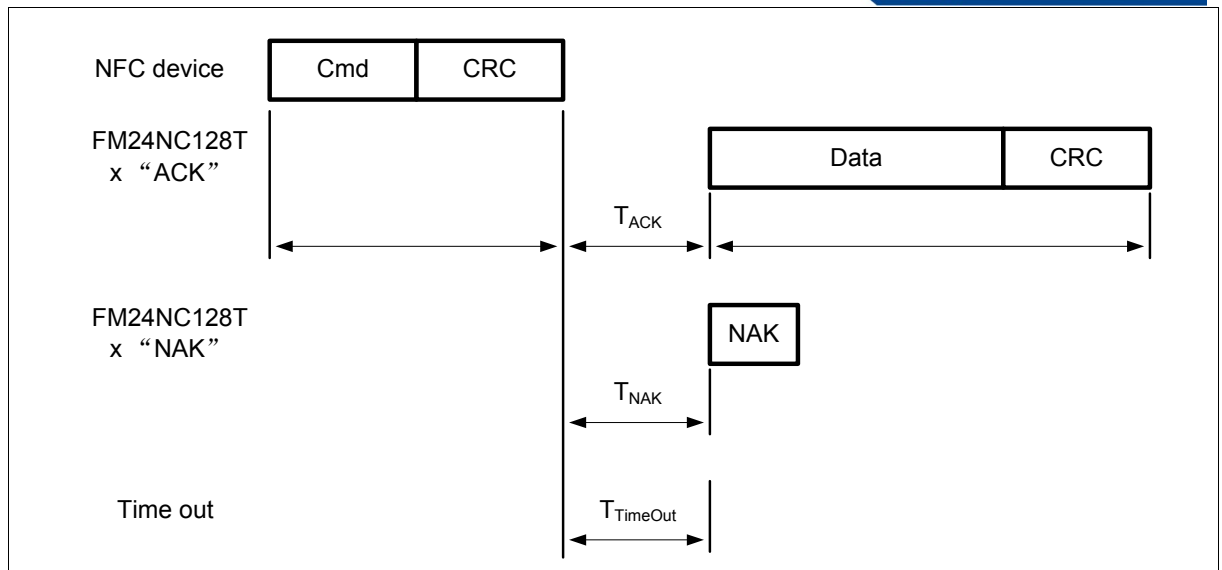 NFC device
Cmd
CRC
FM24NC128T
x “ACK”
Data
CRC
TACK
FM24NC128T
x “NAK”
NAK
TNAK
Time out
TTimeOut